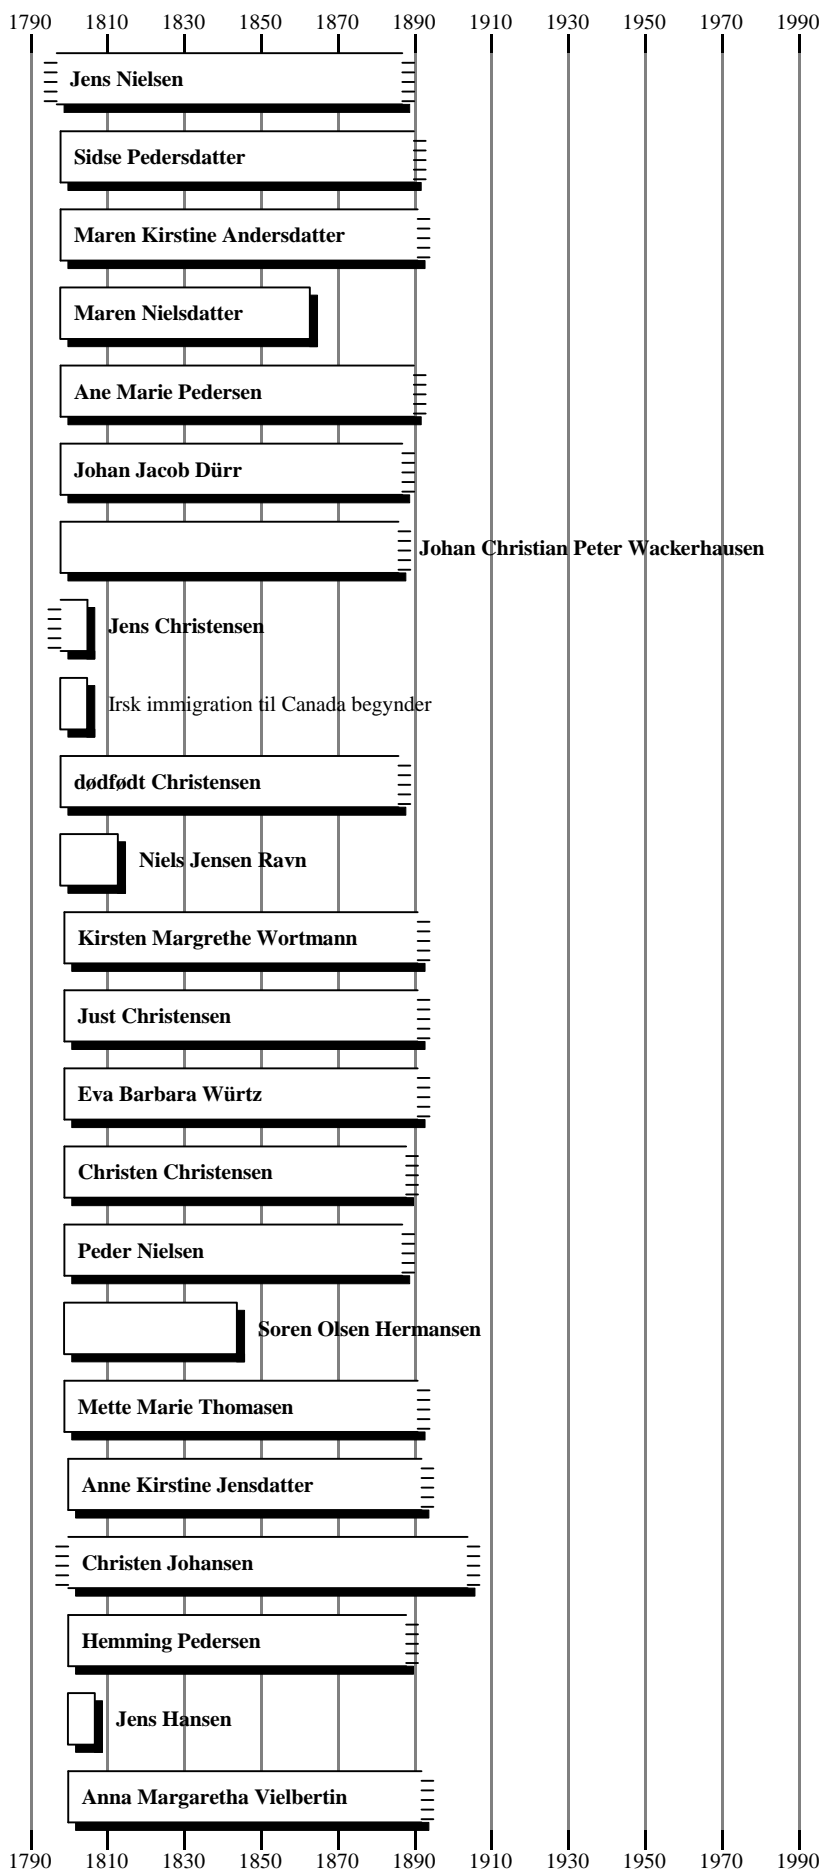 1790 1810 1830 1850 1870 1890 1910 1930 1950 1970 1990
Jens Nielsen
Sidse Pedersdatter
Maren Kirstine Andersdatter
Maren Nielsdatter
Ane Marie Pedersen
Johan Jacob Dürr
Johan Christian Peter Wackerhausen
Jens Christensen
Irsk immigration til Canada begynder
dødfødt Christensen
Niels Jensen Ravn
Kirsten Margrethe Wortmann
Just Christensen
Eva Barbara Würtz
Christen Christensen
Peder Nielsen
Soren Olsen Hermansen
Mette Marie Thomasen
Anne Kirstine Jensdatter
Christen Johansen
Hemming Pedersen
Jens Hansen
Anna Margaretha Vielbertin
1790 1810 1830 1850 1870 1890 1910 1930 1950 1970 1990